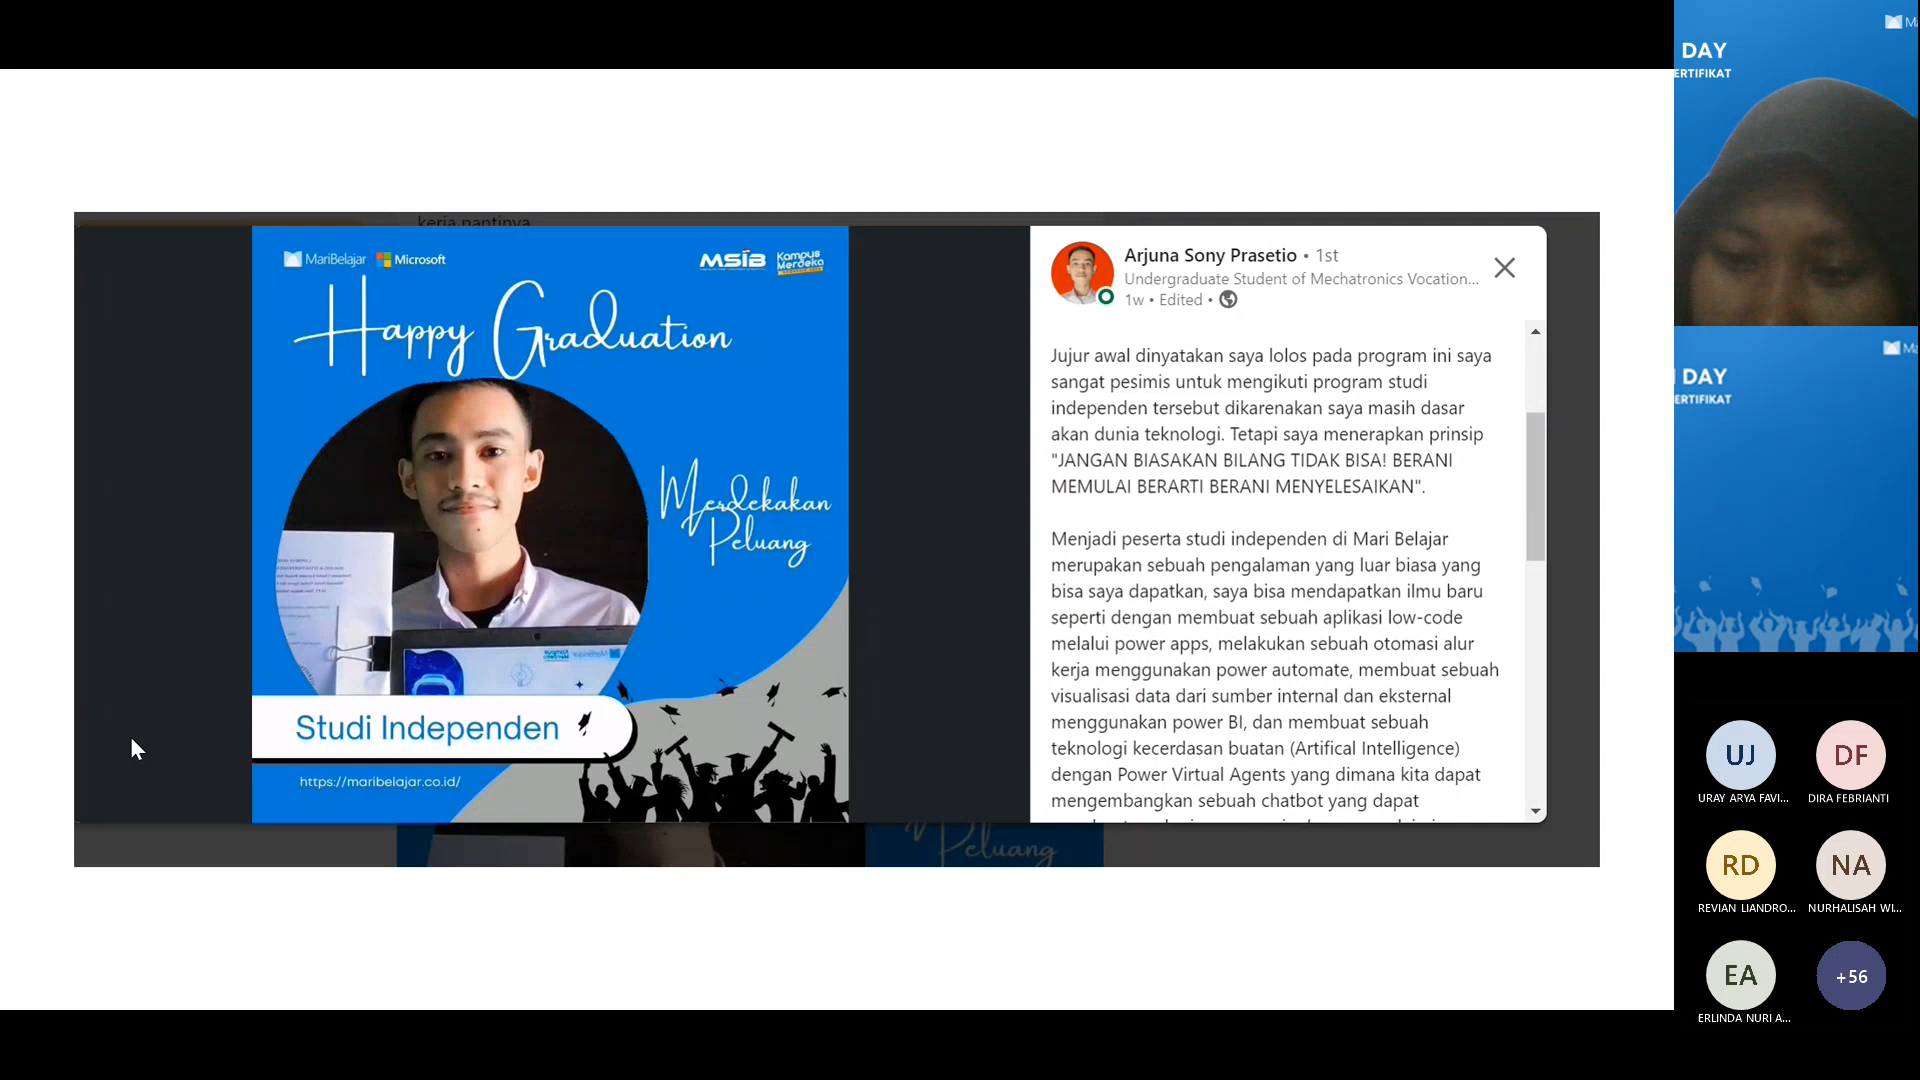 kerja nantinya
MariBelajar
Microsoft
MSIB
Kampus
Merdeka
INDONESIA JAYA
Happy Graduation
Merdekakan
Peluang
Studi Independen
https://maribelajar.co.id/
Peluang
Arjuna Sony Prasetio • 1st
Undergraduate Student of Mechatronics Vocation...
1w • Edited •
Jujur awal dinyatakan saya lolos pada program ini saya
sangat pesimis untuk mengikuti program studi
independen tersebut dikarenakan saya masih dasar
akan dunia teknologi. Tetapi saya menerapkan prinsip
"JANGAN BIASAKAN BILANG TIDAK BISA! BERANI
MEMULAI BERARTI BERANI MENYELESAIKAN".
Menjadi peserta studi independen di Mari Belajar
merupakan sebuah pengalaman yang luar biasa yang
bisa saya dapatkan, saya bisa mendapatkan ilmu baru
seperti dengan membuat sebuah aplikasi low-code
melalui power apps, melakukan sebuah otomasi alur
kerja menggunakan power automate, membuat sebuah
visualisasi data dari sumber internal dan eksternal
menggunakan power BI, dan membuat sebuah
teknologi kecerdasan buatan (Artifical Intelligence)
dengan Power Virtual Agents yang dimana kita dapat
mengembangkan sebuah chatbot yang dapat
DAY
ERTIFIKAT
DAY
ERTIFIKAT
UJ
URAY ARYA FAVI...
DF
DIRA FEBRIANTI
RD
REVIAN LIANDRO...
NA
NURHALISAH WI...
EA
ERLINDA NURI A...
+56